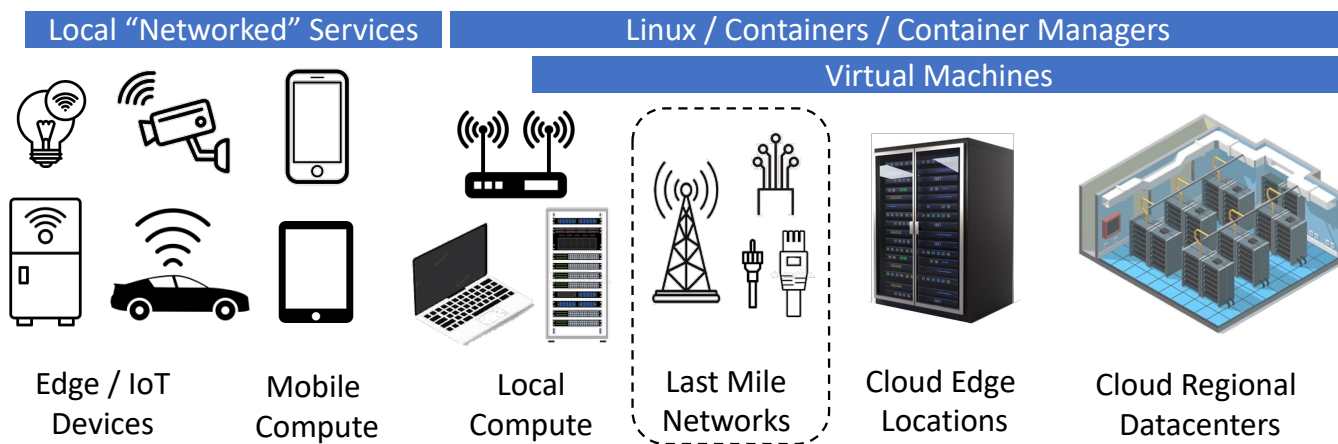 Local “Networked” Services
Linux / Containers / Container Managers
Virtual Machines
Edge / IoT
Devices
Mobile
Compute
Local
Compute
Last Mile
Networks
Cloud Edge
Locations
Cloud Regional
Datacenters